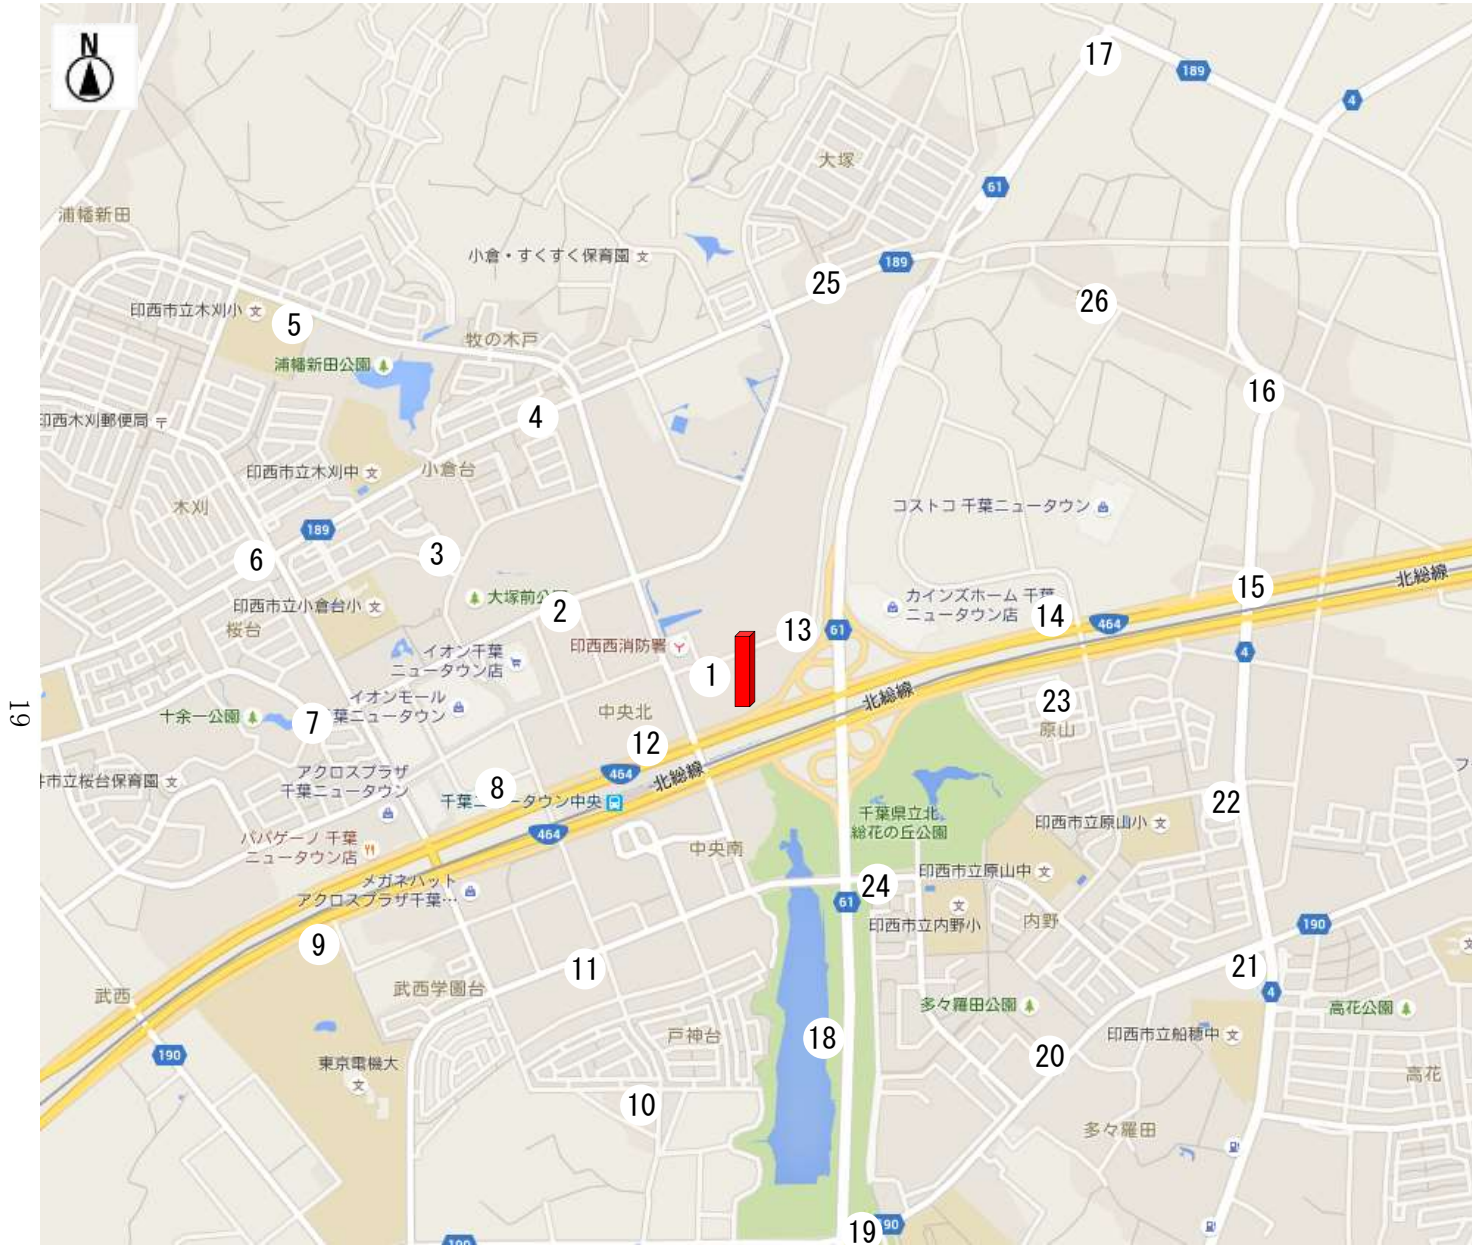 N
17
189
4
大塚
61
浦幡新田
小倉・すくすく保育園
189
25
26
印西市立木刈小
5
牧の木戸
浦幡新田公園
16
4
印西木刈郵便局
小倉台
印西市立木刈中
木刈
コストコ 千葉ニュータウン
189
3
6
北総線
15
大塚前公
2
カインズホーム 千葉
ニュータウン店
14
464
印西市立小倉台小
桜台
13
61
印西西消防署
イオン千葉
ニュータウン店
4
1
イオンモール
葉ニュータウン
23
北総線
十余一公園
7
中央北
原山
19
12
アクロスプラザ
千葉ニュータウン
464
北総線
市立桜台保育園
8
千葉ニュータウン中央
22
フ
千葉県立北
総花の丘公園
印西市立原山小
464
パパゲーノ 千葉
ニュータウン店
中央南
メガネハット
アクロスプラザ千葉…
24
印西市立原山中
61
印西市立内野小
内野
190
9
11
21
武西
武西学園台
4
多々羅田公園
高花公園
戸神台
18
印西市立船穂中
190
東京電機大
20
高花
10
多々羅田
19
90
190